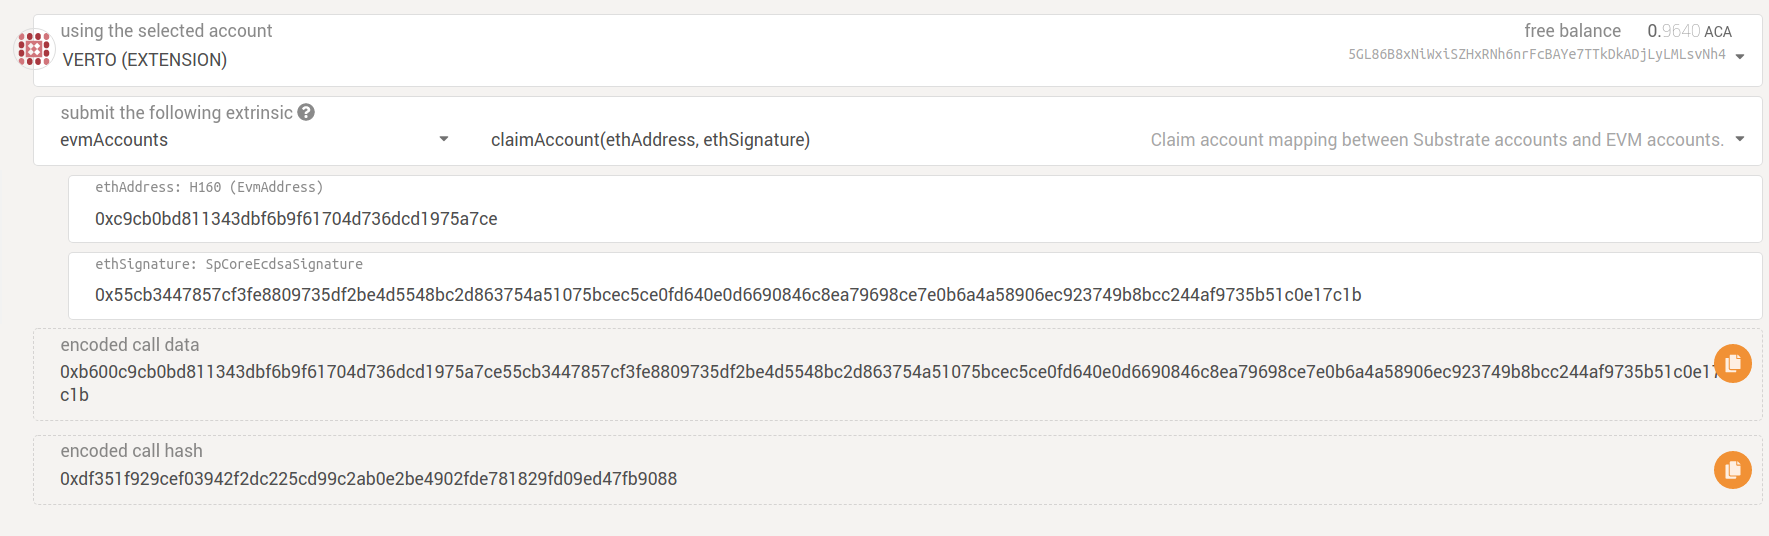 using the selected account
free balance 0.9640 ACA
VERTO (EXTENSION)
5GL86B8xNiWxiSZHxRNh6nrFcBAYe7TTkDkADjLyLMLsvNh4
submit the following extrinsic ?
evmAccounts
claimAccount(ethAddress, ethSignature)
Claim account mapping between Substrate accounts and EVM accounts.
ethAddress: H160 (EvmAddress)
0xc9cb0bd811343dbf6b9f61704d736dcd1975a7ce
ethSignature: SpCoreEcdsaSignature
0x55cb3447857cf3fe8809735df2be4d5548bc2d863754a51075bcec5ce0fd640e0d6690846c8ea79698ce7e0b6a4a58906ec923749b8bcc244af9735b51c0e17c1b
encoded call data
0xb600c9cb0bd811343dbf6b9f61704d736dcd1975a7ce55cb3447857cf3fe8809735df2be4d5548bc2d863754a51075bcec5ce0fd640e0d6690846c8ea79698ce7e0b6a4a58906ec923749b8bcc244af9735b51c0e17
c1b
encoded call hash
0xdf351f929cef03942f2dc225cd99c2ab0e2be4902fde781829fd09ed47fb9088